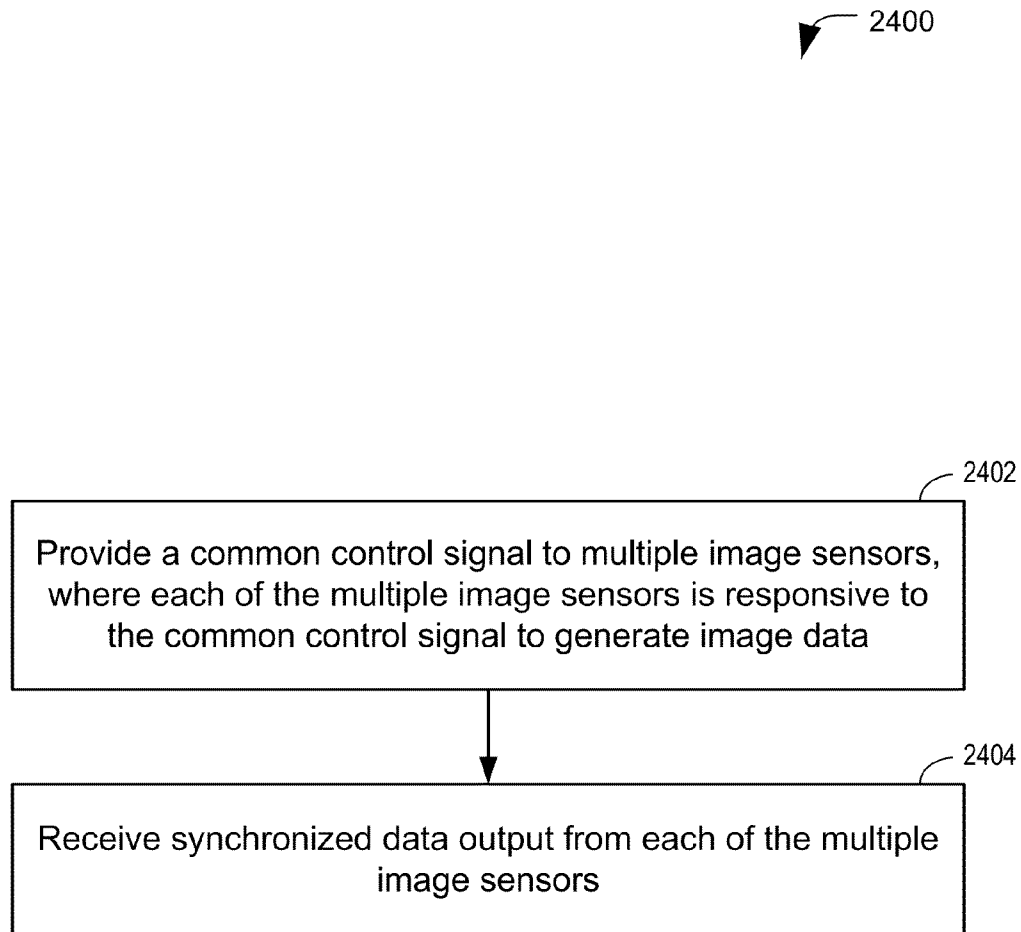 2400
2402
Provide a common control signal to multiple image sensors,
where each of the multiple image sensors is responsive to
the common control signal to generate image data
2404
Receive synchronized data output from each of the multiple
image sensors